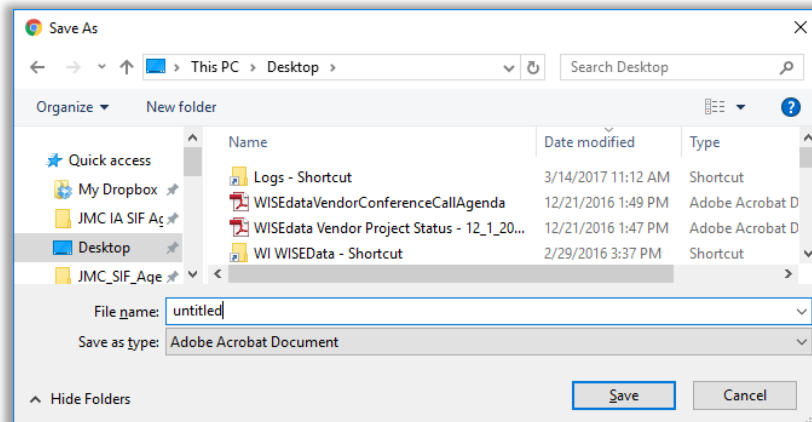 Save As
This PC > Desktop >
Search Desktop
Organize
New folder
?
Name
Date modified
Type
Quick access
Logs - Shortcut
3/14/2017 11:12 AM
Shortcut
My Dropbox
WISEdataVendorConferenceCallAgenda
12/21/2016 1:49 PM
Adobe Acrobat D
JMC IA SIF Ag
WISEdata Vendor Project Status - 12_1_20...
12/21/2016 1:47 PM
Adobe Acrobat D
Desktop
WI WISEData - Shortcut
2/29/2016 3:37 PM
Shortcut
JMC_SIF_Age
File name:
untitled
Save as type:
Adobe Acrobat Document
Hide Folders
Save
Cancel